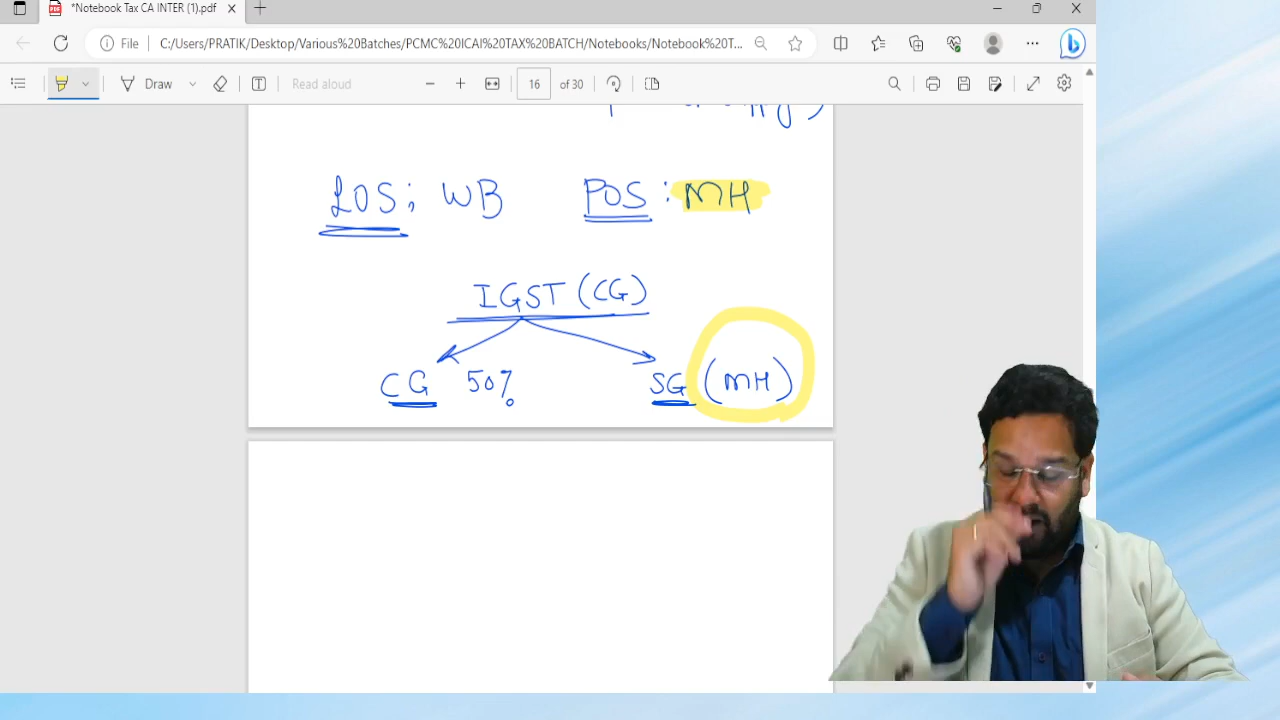 *Notebook Tax CA INTER (1).pdf
File C:/Users/PRATIK/Desktop/Various%20Batches/PCMC%20ICAI%20TAX%20BATCH/Notebooks/Notebook%20T...
Draw Read aloud 16 of 30
LOS; WB POS : MH
IGST (CG)
CG 50% SG (MH)